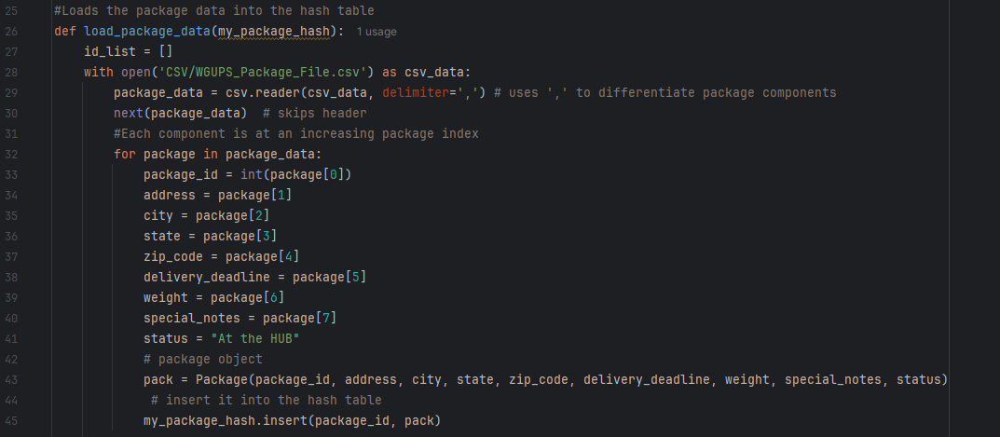 25 #Loads the package data into the hash table
26 def load_package_data(my_package_hash): 1 usage
27     id_list = []
28     with open('CSV/WGUPS_Package_File.csv') as csv_data:
29         package_data = csv.reader(csv_data, delimiter=',') # uses ',' to differentiate package components
30         next(package_data)  # skips header
31         #Each component is at an increasing package index
32         for package in package_data:
33             package_id = int(package[0])
34             address = package[1]
35             city = package[2]
36             state = package[3]
37             zip_code = package[4]
38             delivery_deadline = package[5]
39             weight = package[6]
40             special_notes = package[7]
41             status = "At the HUB"
42             # package object
43             pack = Package(package_id, address, city, state, zip_code, delivery_deadline, weight, special_notes, status)
44              # insert it into the hash table
45             my_package_hash.insert(package_id, pack)